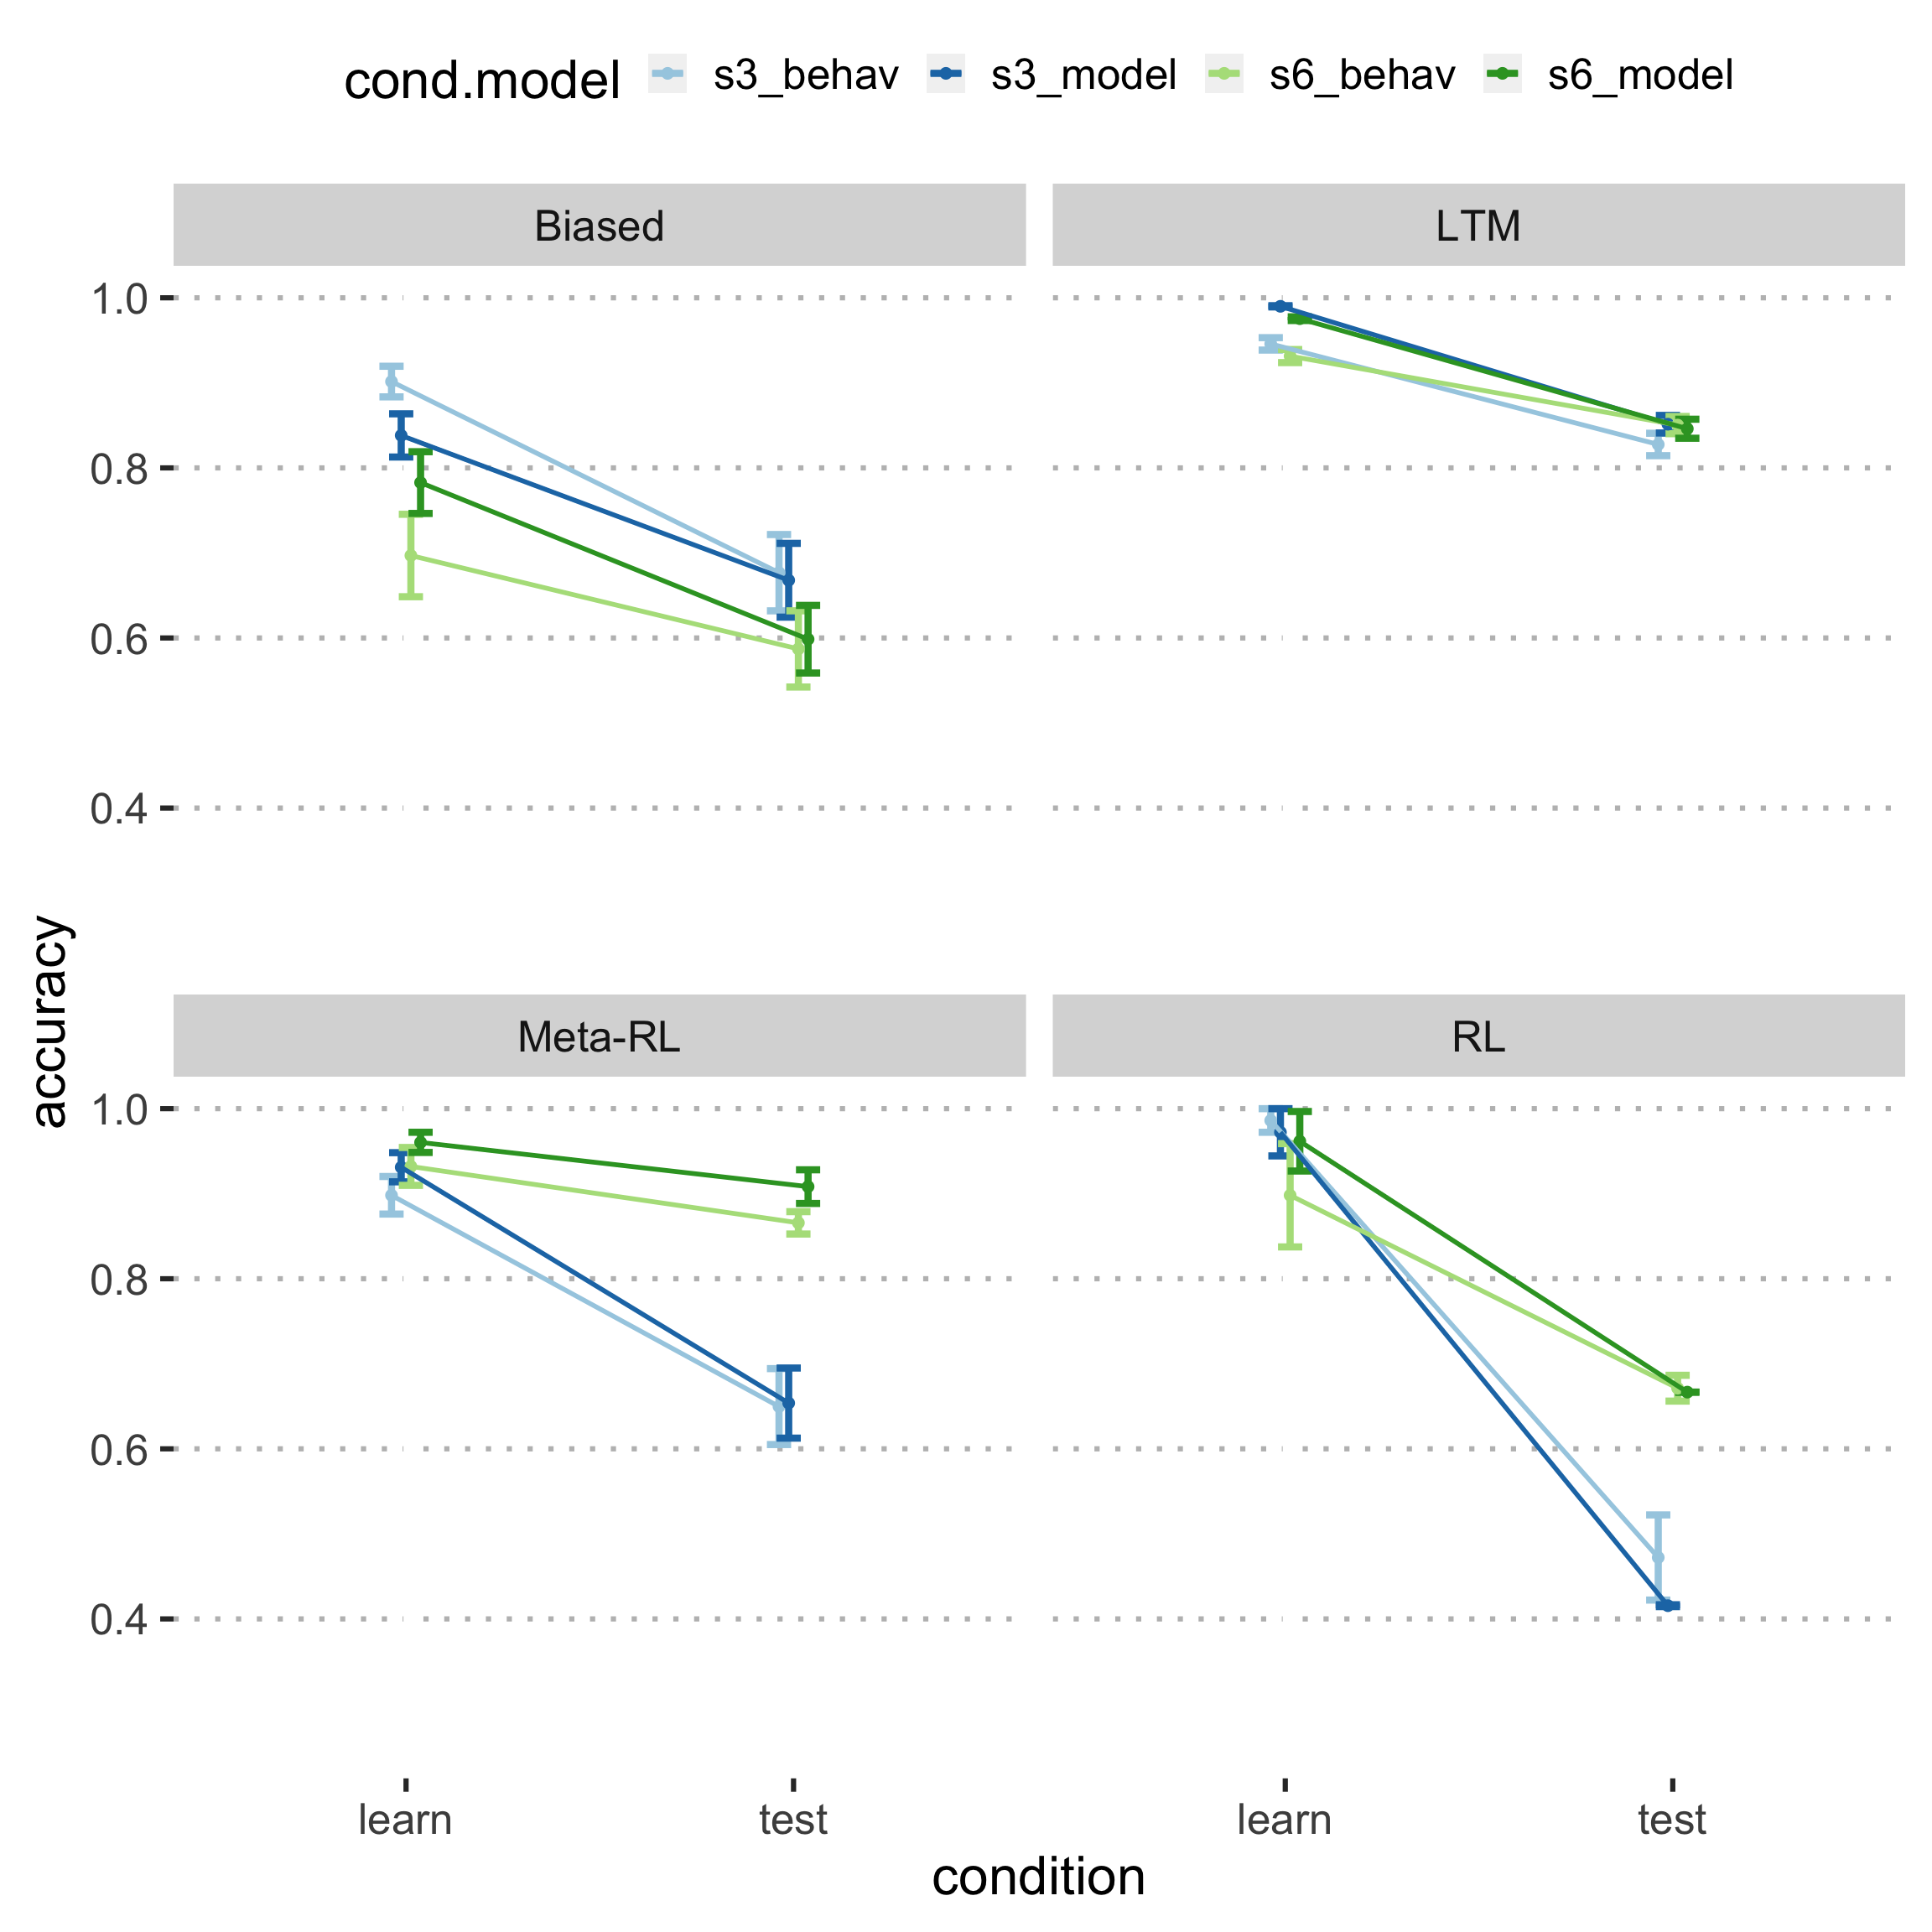 cond.model s3_behav s3_model s6_behav s6_model
Biased LTM
1.0
0.8
0.6
0.4
accuracy
Meta-RL RL
1.0
0.8
0.6
0.4
learn test learn test
condition